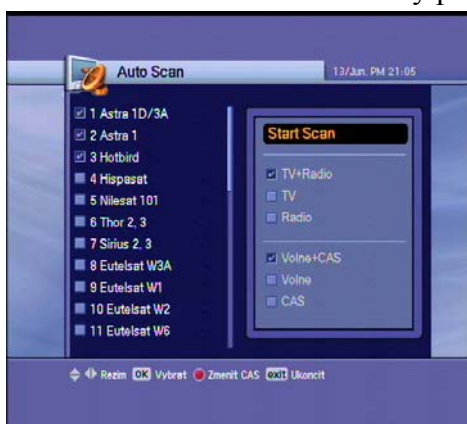 Auto Scan
13/Jun. PM 21:05
1 Astra 1D/3A
2 Astra 1
3 Hotbird
4 Hispasat
5 Nilesat 101
6 Thor 2, 3
7 Sirius 2, 3
8 Eutelsat W3A
9 Eutelsat W1
10 Eutelsat W2
11 Eutelsat W6
Start Scan
TV+Radio
TV
Radio
Volne+CAS
Volne
CAS
Rezim OK Vybrat Zmenit CAS exit Ukoncit